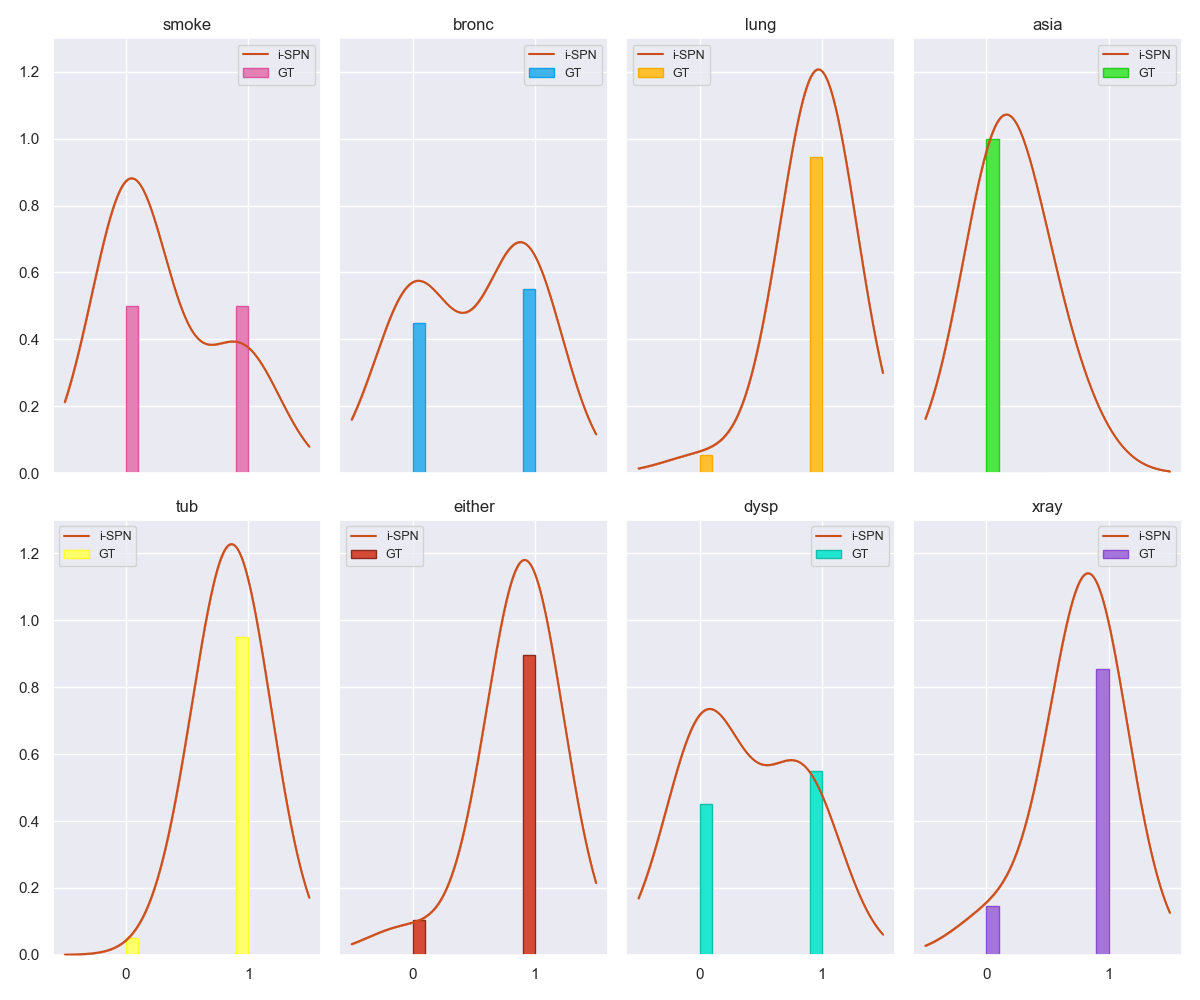 smoke
bronc
lung
asia
i-SPN
GT
i-SPN
GT
i-SPN
GT
i-SPN
GT
1.2
1.0
0.8
0.6
0.4
0.2
0.0
tub
either
dysp
xray
i-SPN
GT
i-SPN
GT
i-SPN
GT
i-SPN
GT
1.2
1.0
0.8
0.6
0.4
0.2
0.0
0 1
0 1
0 1
0 1